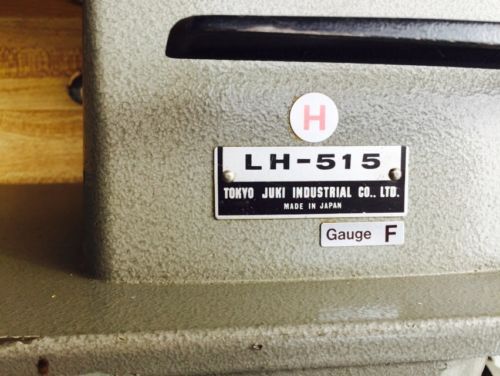 H
LH-515
TOKYO JUKI INDUSTRIAL CO., LTD.
MADE IN JAPAN
Gauge F